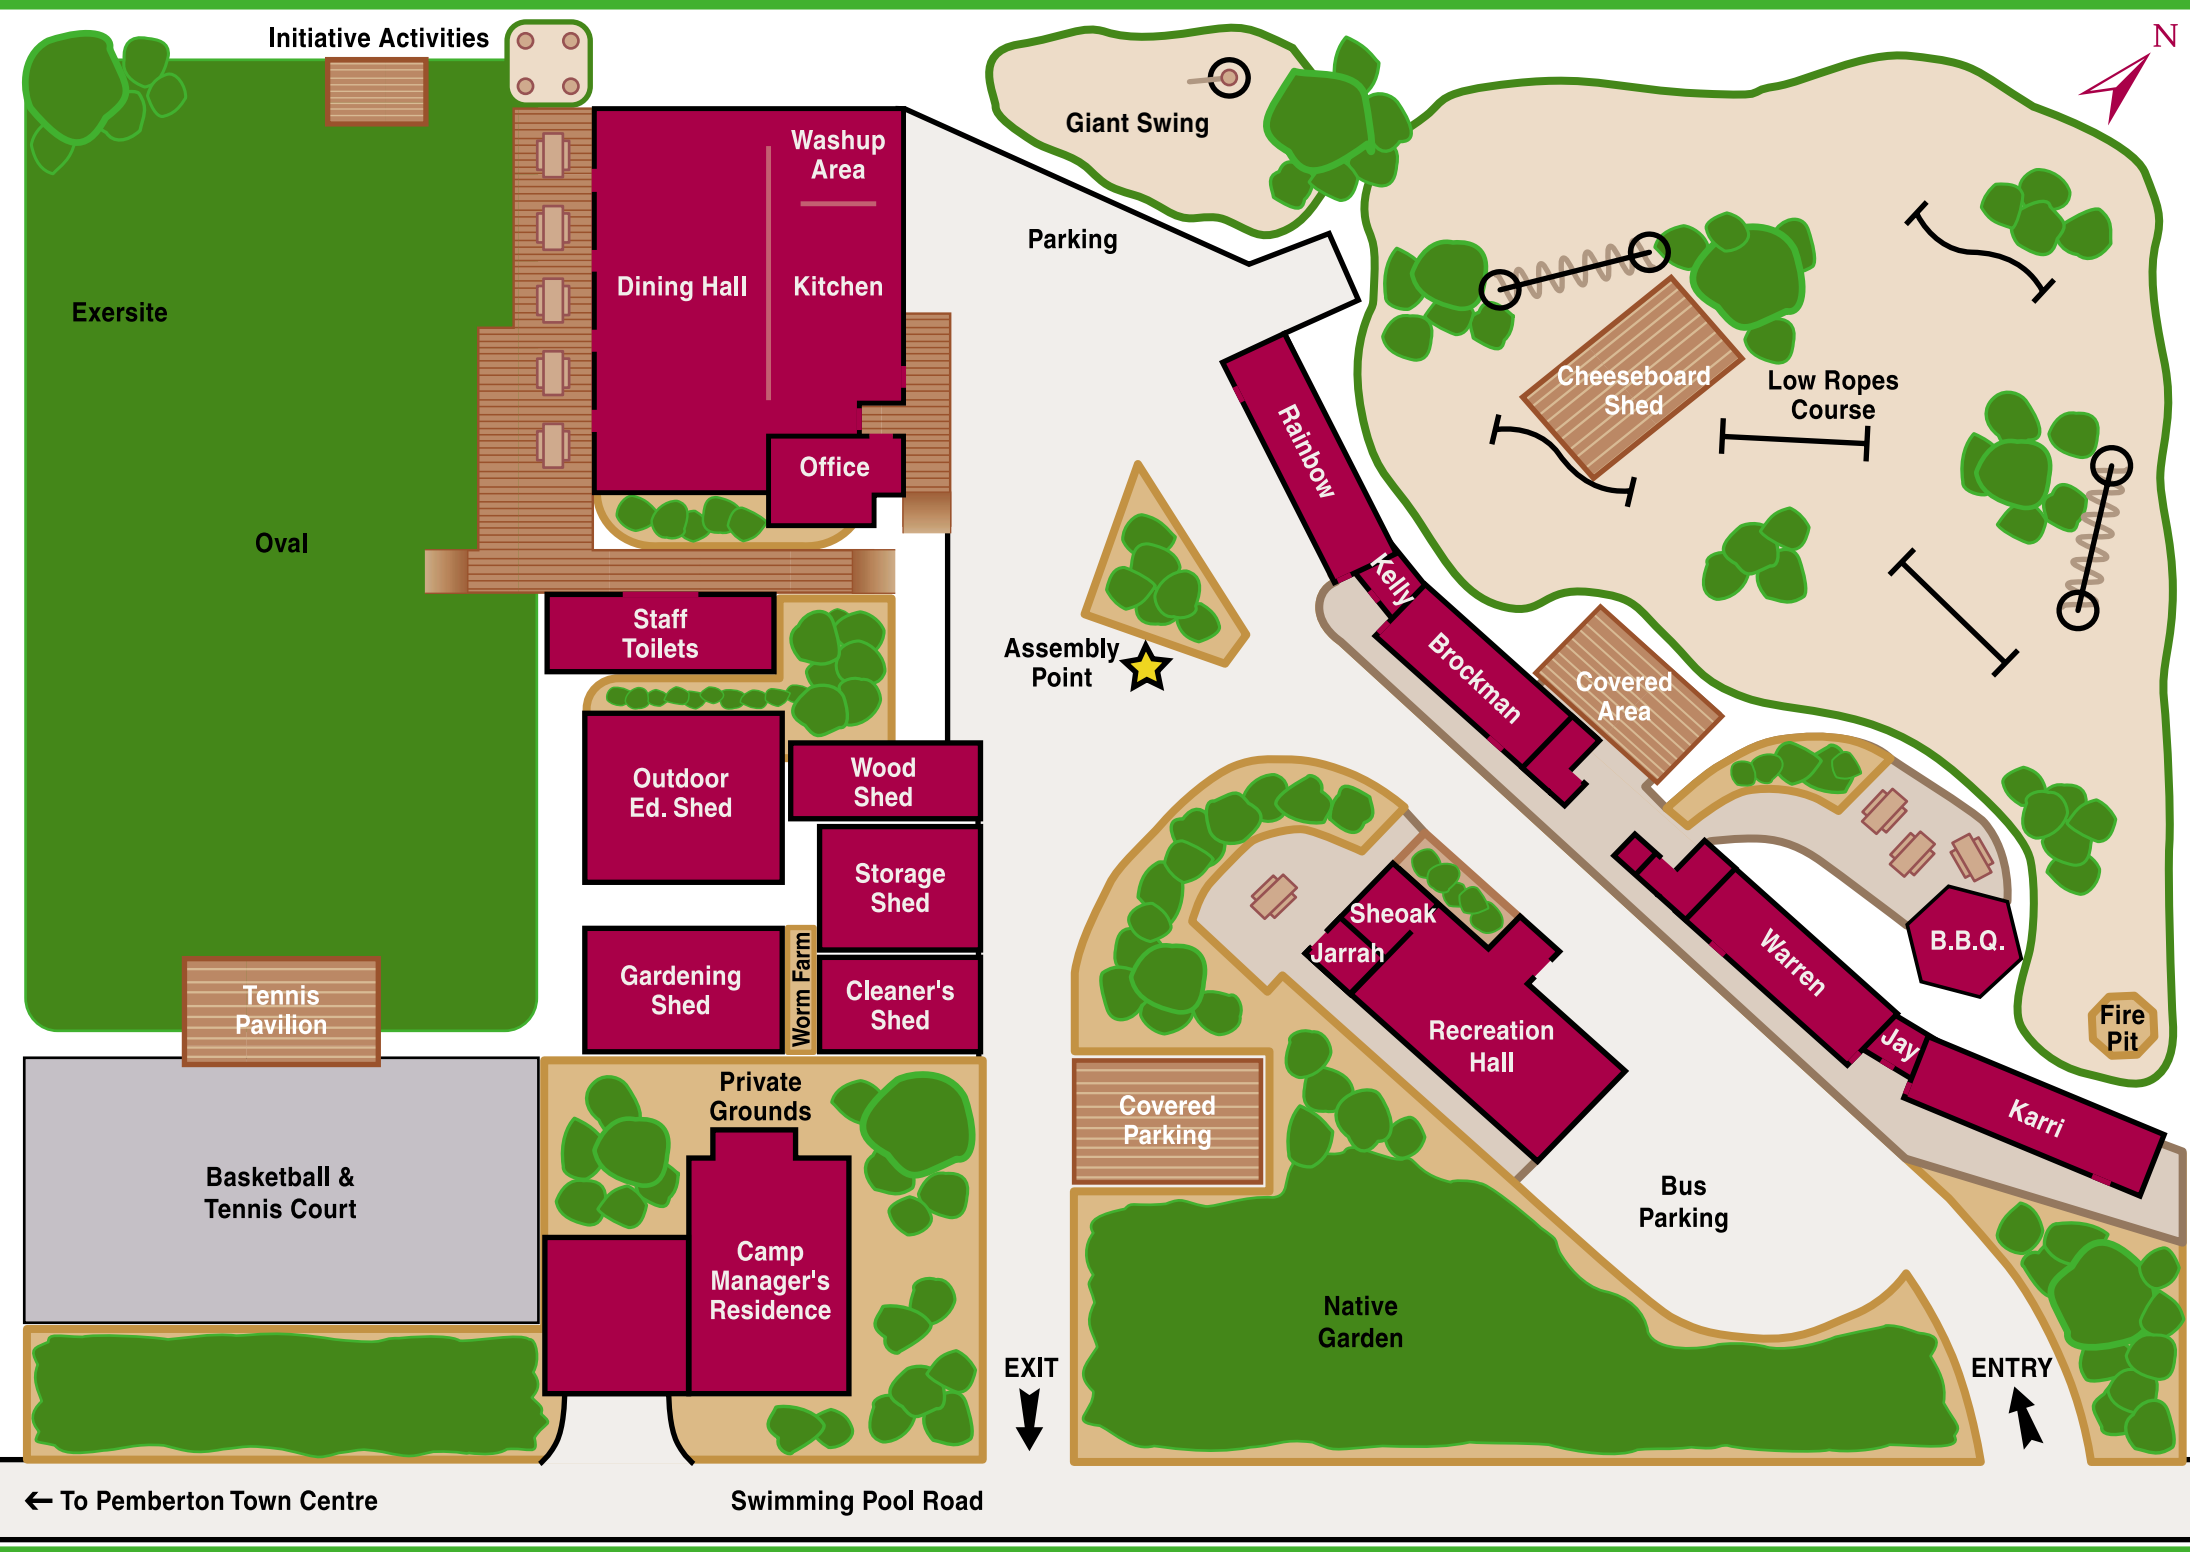 N
Initiative Activities
Washup
Area
Giant Swing
Parking
Dining Hall
Kitchen
Exersite
Cheeseboard
Shed
Low Ropes
Course
Rainbow
Office
Oval
Kelly
Staff
Toilets
Assembly
Point
Brockman
Covered
Area
Outdoor
Ed. Shed
Wood
Shed
Storage
Shed
Sheoak
Jarrah
Warren
B.B.Q.
Tennis
Pavilion
Gardening
Shed
Worm Farm
Cleaner's
Shed
Recreation
Hall
Jay
Fire
Pit
Private
Grounds
Covered
Parking
Karri
Basketball &
Tennis Court
Bus
Parking
Camp
Manager's
Residence
Native
Garden
EXIT
ENTRY
← To Pemberton Town Centre
Swimming Pool Road